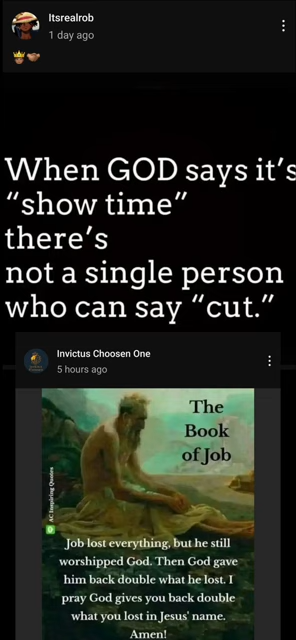 Itsrealrob
1 day ago
When GOD says it's
“show time”
there's
not a single person
who can say “cut.”
Invictus Choosen One
5 hours ago
The
Book
of Job
AC Inspiring Quotes
Job lost everything, but he still
worshipped God. Then God gave
him back double what he lost. I
pray God gives you back double
what you lost in Jesus' name.
Amen!